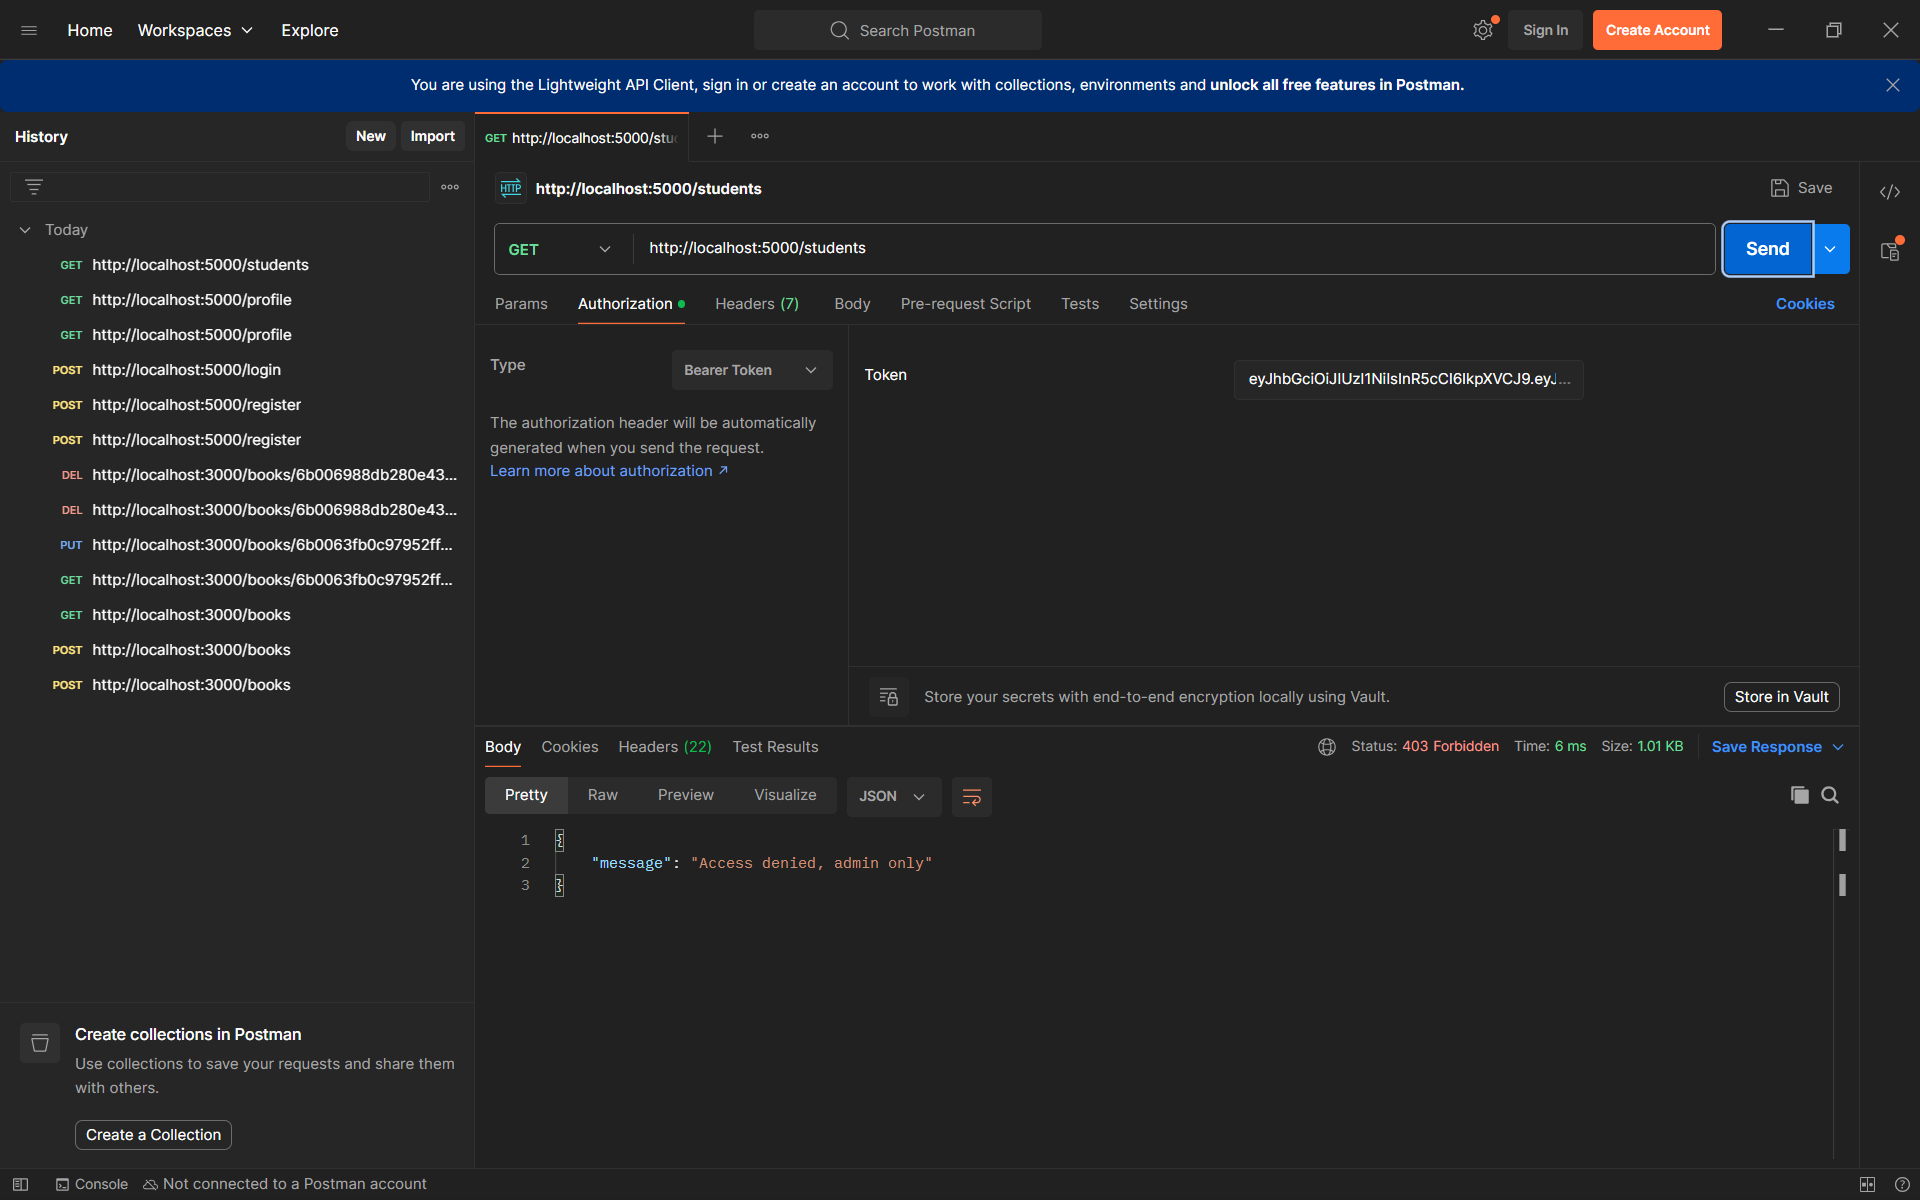 Home Workspaces Explore Search Postman Sign In Create Account
You are using the Lightweight API Client, sign in or create an account to work with collections, environments and unlock all free features in Postman.
History New Import
GET http://localhost:5000/stu
Today
GET http://localhost:5000/students
GET http://localhost:5000/profile
GET http://localhost:5000/profile
POST http://localhost:5000/login
POST http://localhost:5000/register
POST http://localhost:5000/register
DEL http://localhost:3000/books/6b006988db280e43...
DEL http://localhost:3000/books/6b006988db280e43...
PUT http://localhost:3000/books/6b0063fb0c97952ff...
GET http://localhost:3000/books/6b0063fb0c97952ff...
GET http://localhost:3000/books
POST http://localhost:3000/books
POST http://localhost:3000/books
Create collections in Postman
Use collections to save your requests and share them
with others.
Create a Collection
HTTP http://localhost:5000/students Save
GET http://localhost:5000/students Send
Params Authorization Headers (7) Body Pre-request Script Tests Settings Cookies
Type Bearer Token
The authorization header will be automatically
generated when you send the request.
Learn more about authorization ↗
Token eyJhbGciOiJIUzI1NiIsInR5cCI6IkpXVCJ9.eyJ...
Store your secrets with end-to-end encryption locally using Vault. Store in Vault
Body Cookies Headers (22) Test Results Status: 403 Forbidden Time: 6 ms Size: 1.01 KB Save Response
Pretty Raw Preview Visualize JSON
1 {
2 "message": "Access denied, admin only"
3 }
Console Not connected to a Postman account